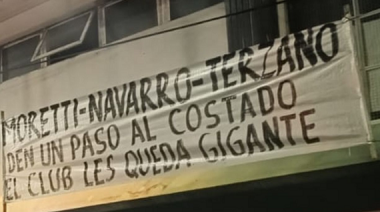 MORETTI-NAVARRO-TERZANO
DEN UN PASO AL COSTADO
EL CLUB LES QUEDA GIGANTE